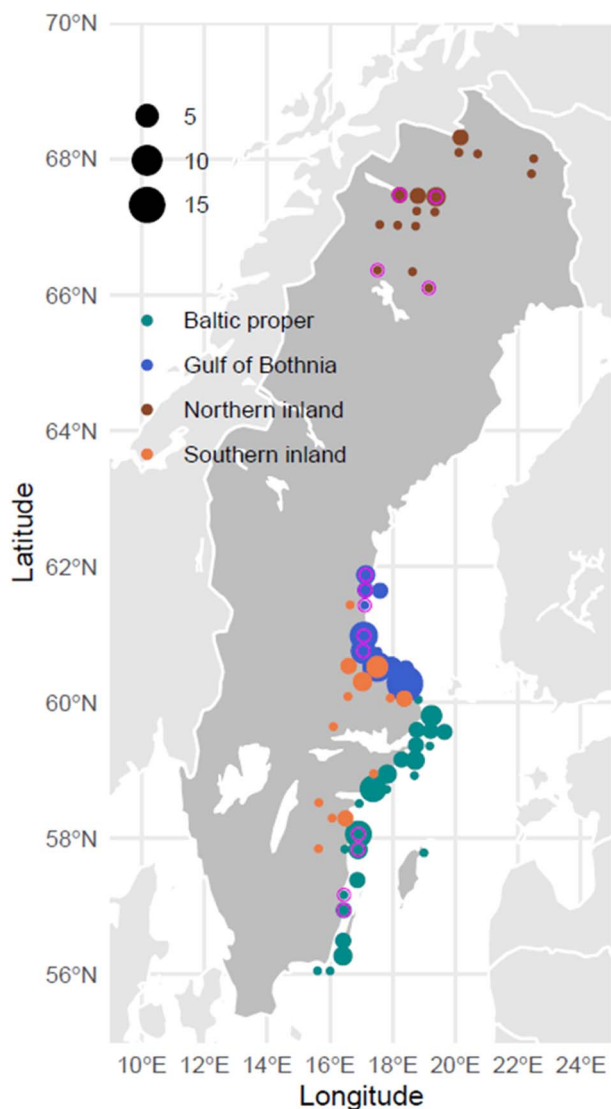 70°N
5
68°N
10
15
66°N
Baltic proper
Gulf of Bothnia
64°N
Northern inland
Southern inland
Latitude
62°N
60°N
58°N
56°N
10°E 12°E 14°E 16°E 18°E 20°E 22°E 24°E
Longitude